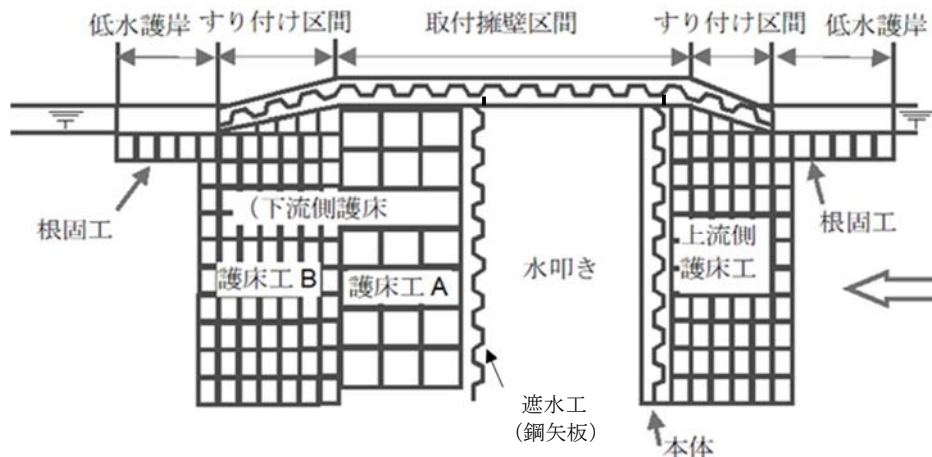 低水護岸
すり付け区間
取付擁壁区間
すり付け区間
低水護岸
根固工
(下流側護床
護床工 B
護床工 A
水叩き
上流側
護床工
根固工
遮水工
(鋼矢板)
本体